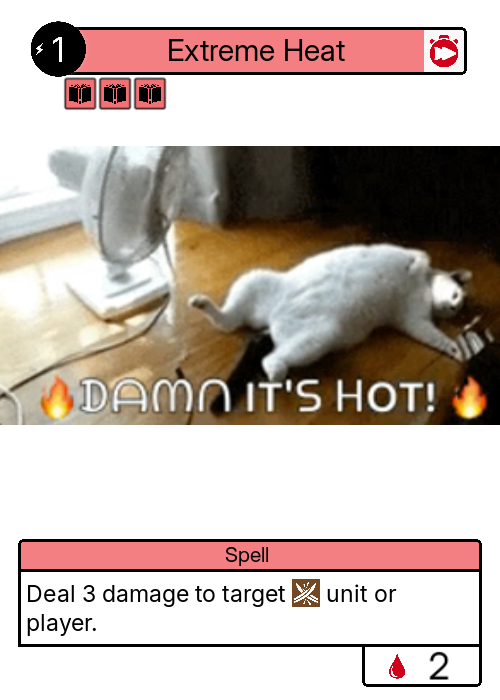 1
Extreme Heat
DAMN IT'S HOT!
Spell
Deal 3 damage to target unit or
player.
2